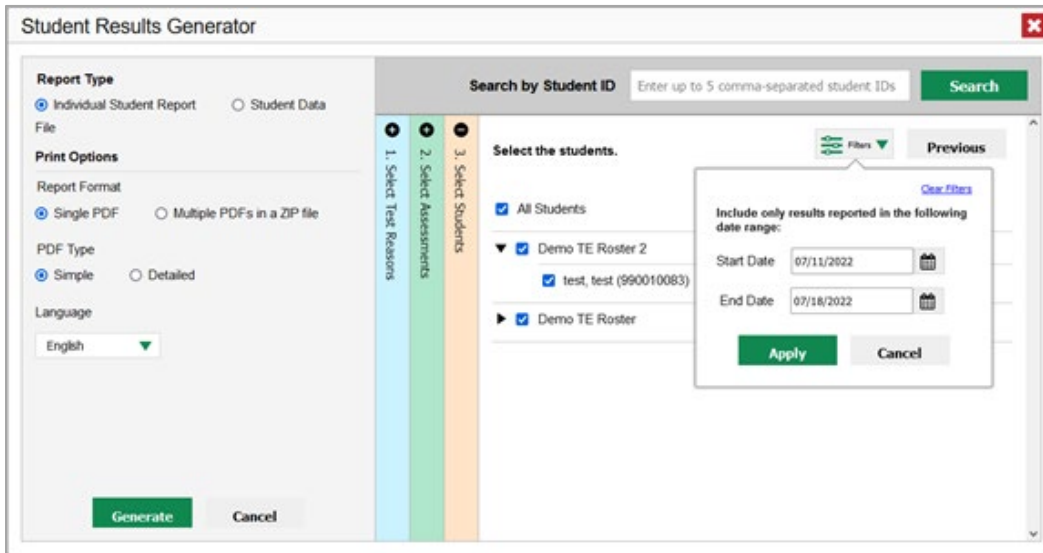 Student Results Generator
Report Type
Individual Student Report Student Data
File
Print Options
Report Format
Single PDF Multiple PDFs in a ZIP file
PDF Type
Simple Detailed
Language
English
Generate Cancel
Search by Student ID Enter up to 5 comma-separated student IDs Search
1. Select Test Reasons
2. Select Assessments
3. Select Students
Select the students.
Filters Previous
All Students
Demo TE Roster 2
test, test (990010083)
Demo TE Roster
Clear Filters
Include only results reported in the following
date range:
Start Date 07/11/2022
End Date 07/18/2022
Apply Cancel